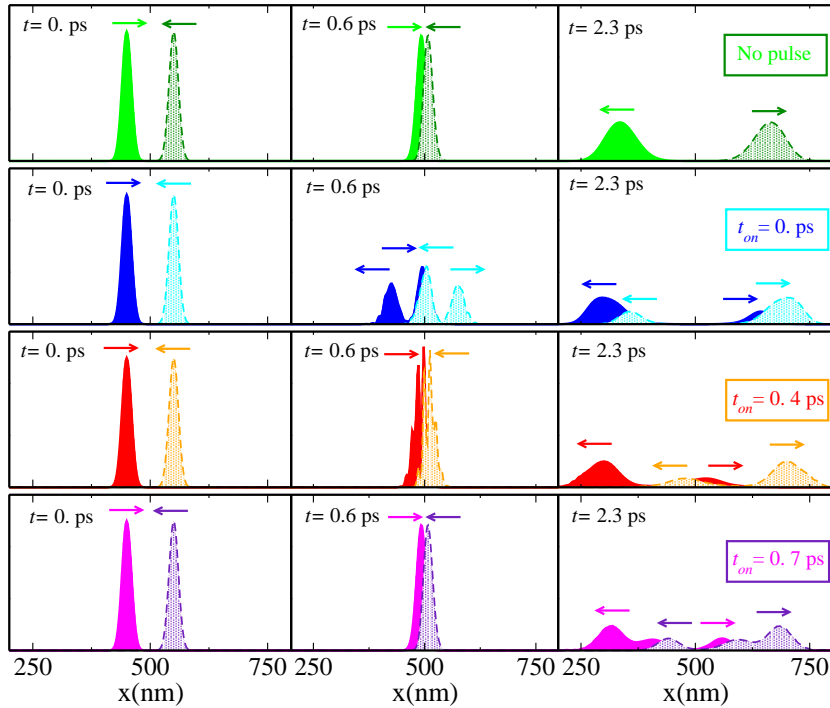 t= 0. ps
0.6 ps
2.3 ps
No pulse
t= 0. ps
0.6 ps
2.3 ps
t_on= 0. ps
t= 0. ps
t= 0.6 ps
t= 2.3 ps
t_on= 0. 4 ps
t= 0. ps
t= 0.6 ps
t= 2.3 ps
t_on= 0. 7 ps
250 500 750 250 500 750 250 500 750
x(nm) x(nm) x(nm)